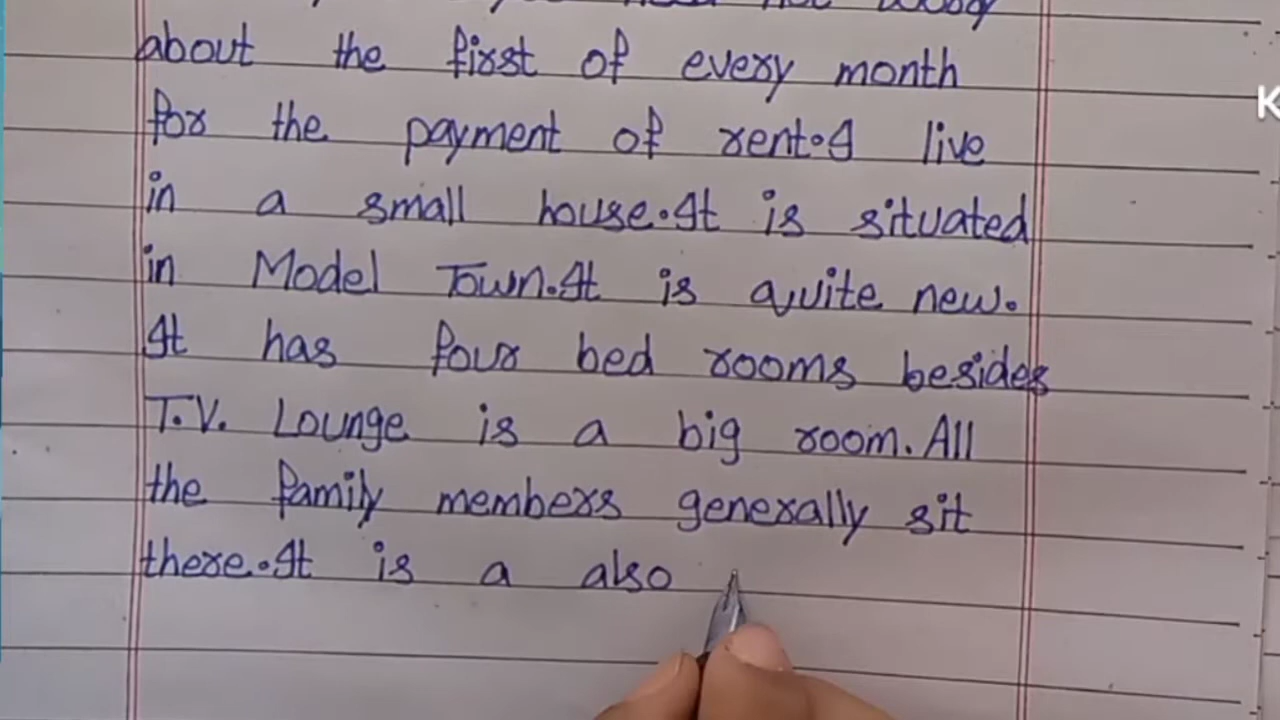 about the first of every month
for the payment of rent.I live
in a small house.It is situated
in Model Town.It is quite new.
It has four bed rooms besides
T.V. Lounge is a big room. All
the family members generally sit
there.It is a also